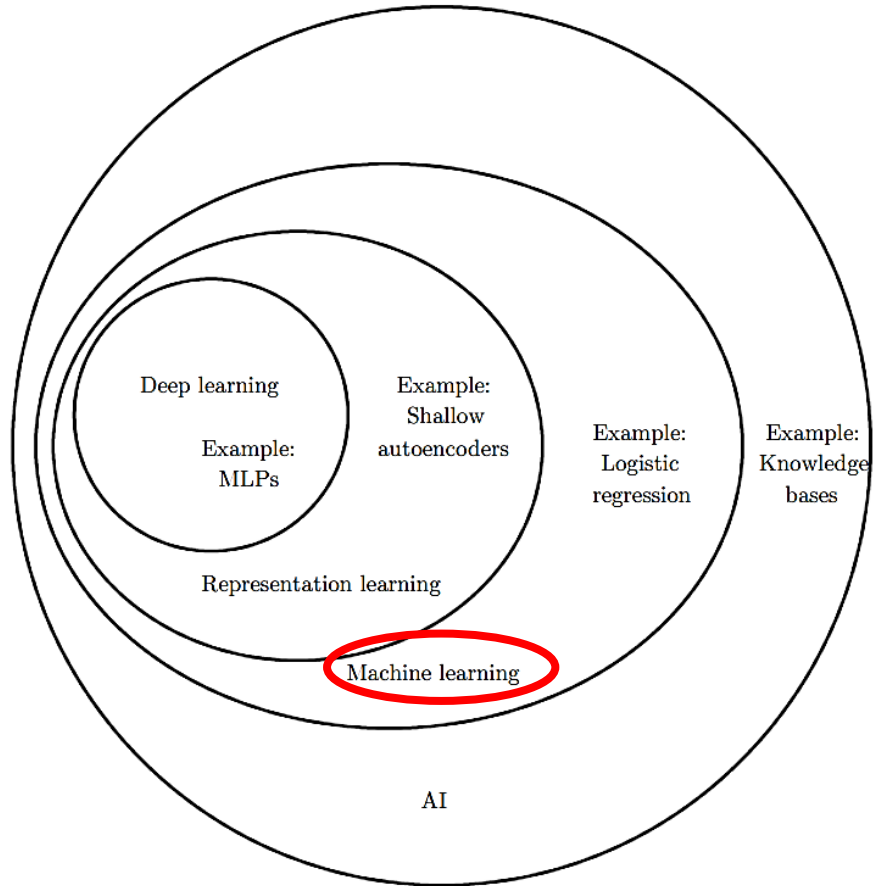 Deep learning
Example:
MLPs
Example:
Shallow
autoencoders
Example:
Logistic
regression
Example:
Knowledge
bases
Representation learning
Machine learning
AI